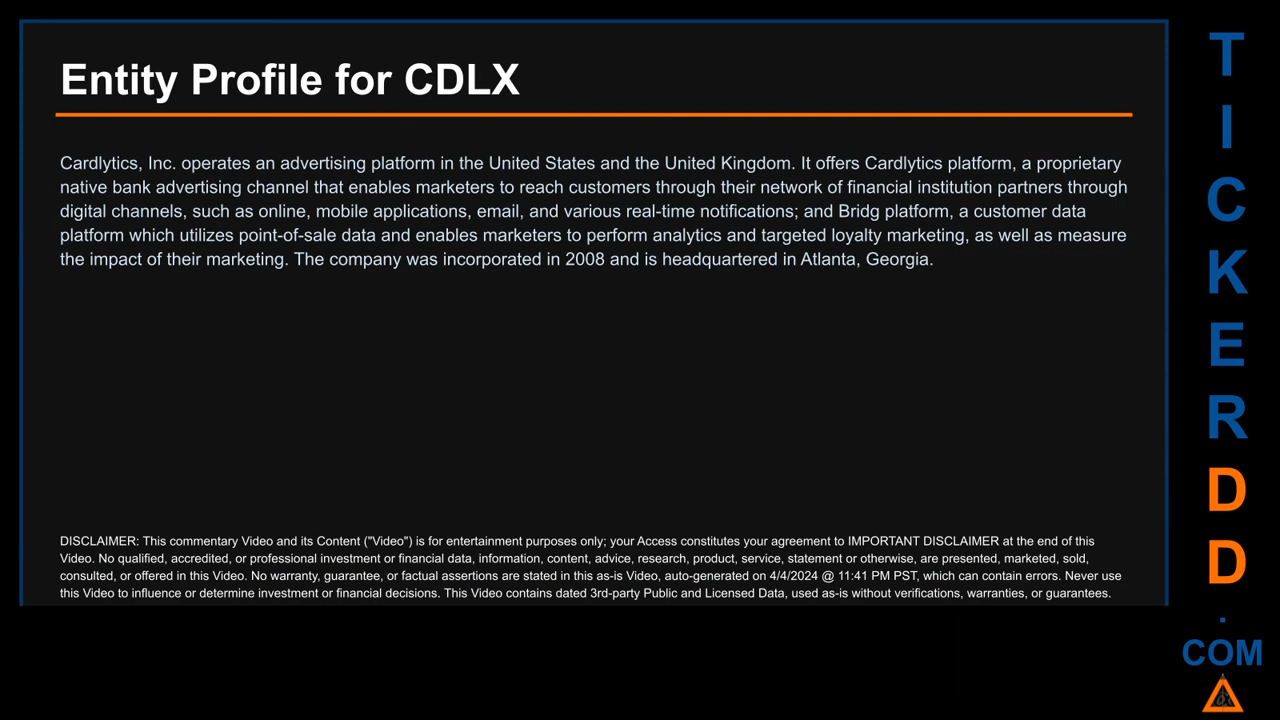 Entity Profile for CDLX
Cardlytics, Inc. operates an advertising platform in the United States and the United Kingdom. It offers Cardlytics platform, a proprietary
native bank advertising channel that enables marketers to reach customers through their network of financial institution partners through
digital channels, such as online, mobile applications, email, and various real-time notifications; and Bridg platform, a customer data
platform which utilizes point-of-sale data and enables marketers to perform analytics and targeted loyalty marketing, as well as measure
the impact of their marketing. The company was incorporated in 2008 and is headquartered in Atlanta, Georgia.
DISCLAIMER: This commentary Video and its Content ("Video") is for entertainment purposes only; your Access constitutes your agreement to IMPORTANT DISCLAIMER at the end of this
Video. No qualified, accredited, or professional investment or financial data, information, content, advice, research, product, service, statement or otherwise, are presented, marketed, sold,
consulted, or offered in this Video. No warranty, guarantee, or factual assertions are stated in this as-is Video, auto-generated on 4/4/2024 @ 11:41 PM PST, which can contain errors. Never use
this Video to influence or determine investment or financial decisions. This Video contains dated 3rd-party Public and Licensed Data, used as-is without verifications, warranties, or guarantees.
T
I
C
K
E
R
D
D
.
COM